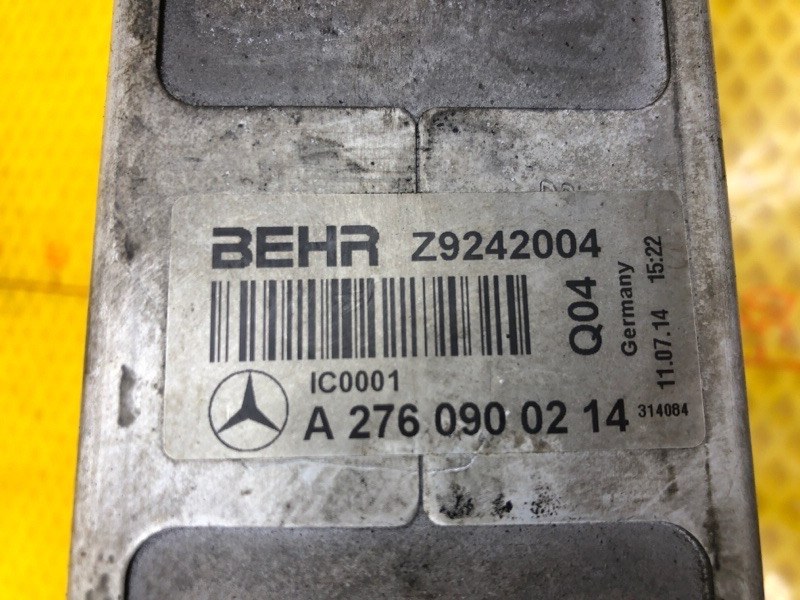 BEHR Z9242004
IC0001
A 276 090 02 14 314084
Q04
Germany
11.07.14 15:22